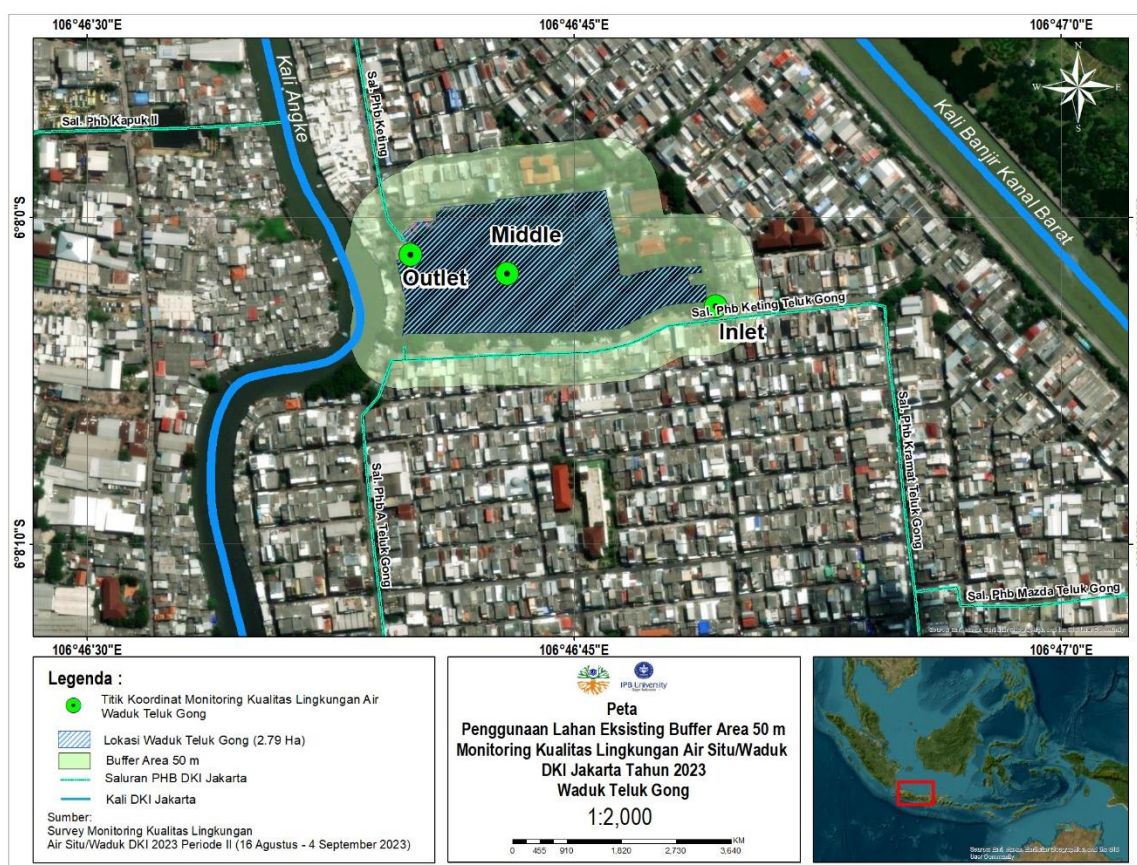 106°46'30"E
106°46'45"E
107°47'0"E
N
W
E
S
Kali Angke
Sal. Phb Keting
Sal. Phb Kapuk II
Kali Banjir Kanal Barat
6°8'0"S
Middle
Outlet
Sal. Phb Keting Teluk Gong
Inlet
Sal. Phb A Teluk Gong
Sal. Phb Kramat Teluk Gong
6°8'10"S
Sal. Phb Mazda Teluk Gong
106°46'30"E
106°46'45"E
106°47'0"E
Legenda :
Titik Koordinat Monitoring Kualitas Lingkungan Air
Waduk Teluk Gong
Lokasi Waduk Teluk Gong (2.79 Ha)
Buffer Area 50 m
Saluran PHB DKI Jakarta
Kali DKI Jakarta
Sumber:
Survey Monitoring Kualitas Lingkungan
Air Situ/Waduk DKI 2023 Periode II (16 Agustus - 4 September 2023)
IPB University
Peta
Penggunaan Lahan Eksisting Buffer Area 50 m
Monitoring Kualitas Lingkungan Air Situ/Waduk
DKI Jakarta Tahun 2023
Waduk Teluk Gong
1:2,000
KM
0 455 910 1,820 2,730 3,640